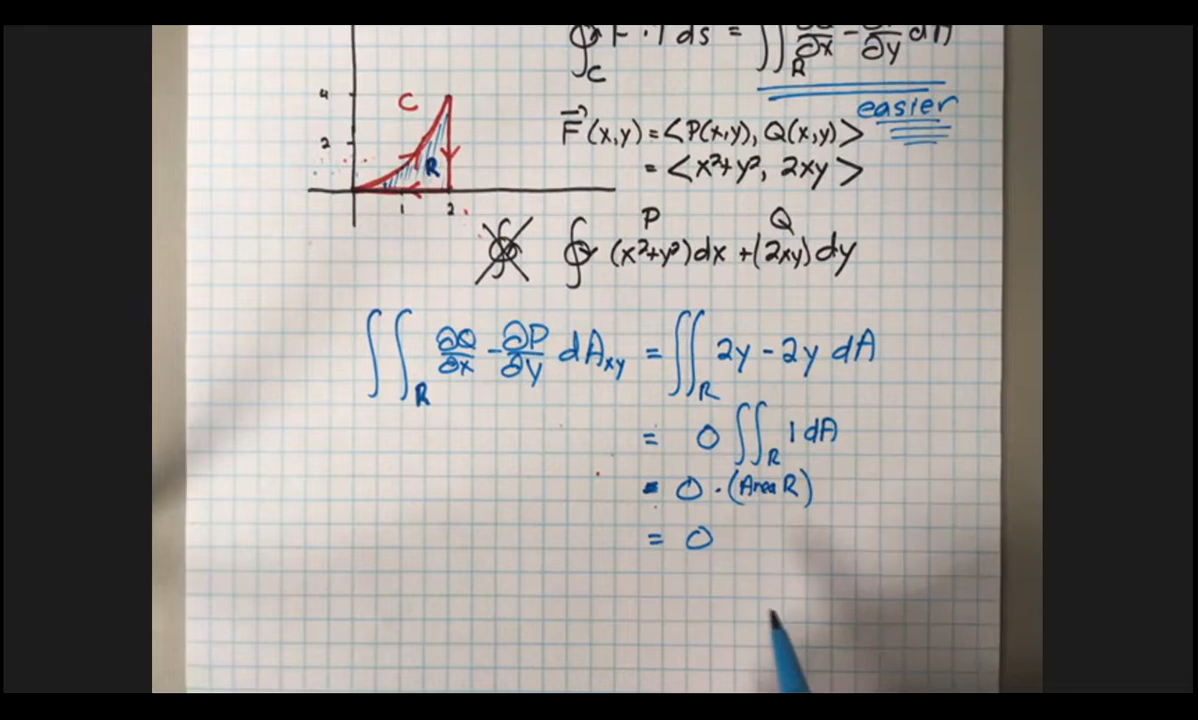 ∮_C F · T ds = ∬_R ∂Q/∂x - ∂P/∂y dA
easier
4
C
2
R
1 2
F⃗(x,y) = <P(x,y), Q(x,y)>
= <x²+y², 2xy>
P Q
∮ ∮ (x²+y²)dx + (2xy)dy
∬_R ∂Q/∂x - ∂P/∂y dA_xy = ∬_R 2y - 2y dA
= 0 ∬_R 1 dA
= 0 · (Area R)
= 0